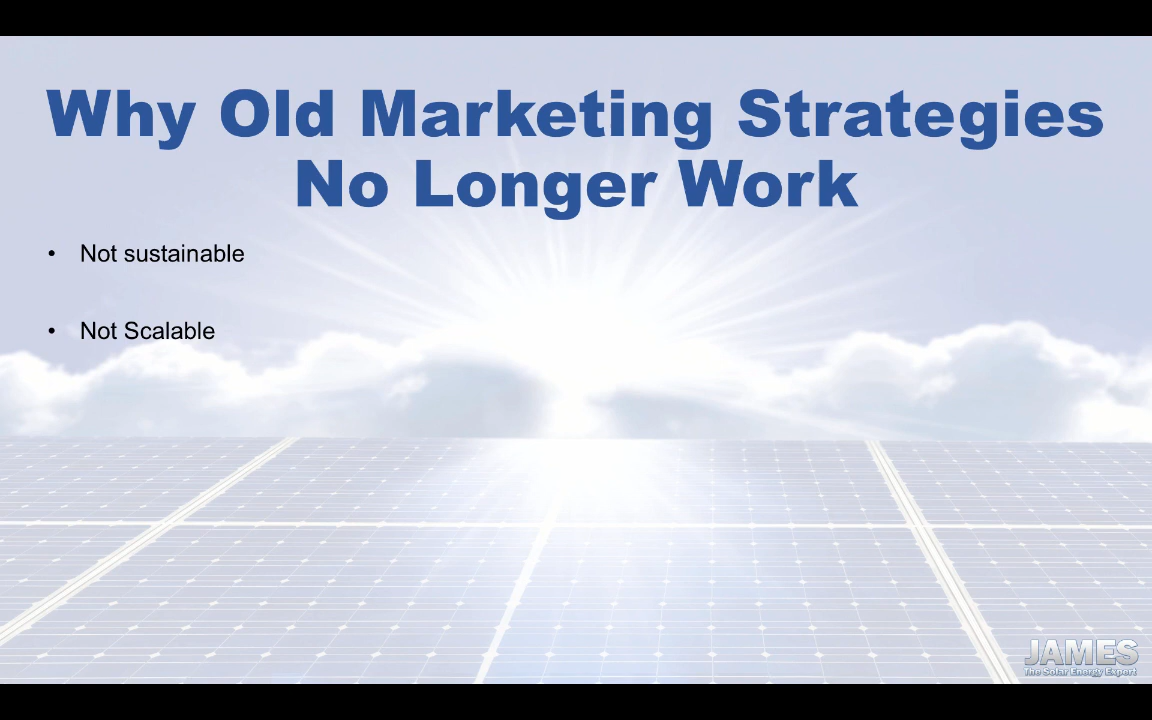 Why Old Marketing Strategies
No Longer Work
• Not sustainable
• Not Scalable
JAMES
The Solar Energy Expert